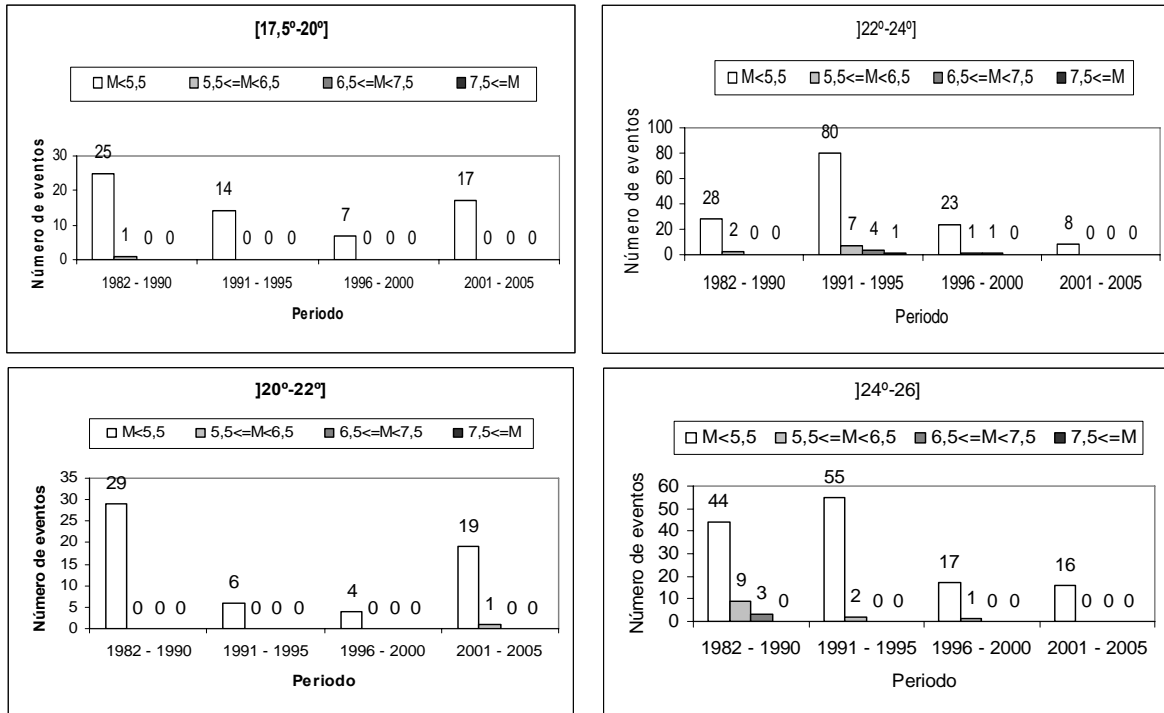 [17,5º-20º]
M<5,5 5,5<=M<6,5 6,5<=M<7,5 7,5<=M
Número de eventos
30
20
10
0
25 1 0 0 14 0 0 0 7 0 0 0 17 0 0 0
1982 - 1990 1991 - 1995 1996 - 2000 2001 - 2005
Periodo
]22º-24º]
M<5,5 5,5<=M<6,5 6,5<=M<7,5 7,5<=M
Número de eventos
100
80
60
40
20
0
28 2 0 0 80 7 4 1 23 1 1 0 8 0 0 0
1982 - 1990 1991 - 1995 1996 - 2000 2001 - 2005
Periodo
]20º-22º]
M<5,5 5,5<=M<6,5 6,5<=M<7,5 7,5<=M
Número de eventos
35
30
25
20
15
10
5
0
29 0 0 0 6 0 0 0 4 0 0 0 19 1 0 0
1982 - 1990 1991 - 1995 1996 - 2000 2001 - 2005
Periodo
]24º-26]
M<5,5 5,5<=M<6,5 6,5<=M<7,5 7,5<=M
Número de eventos
60
50
40
30
20
10
0
44 9 3 0 55 2 0 0 17 1 0 0 16 0 0 0
1982 - 1990 1991 - 1995 1996 - 2000 2001 - 2005
Periodo